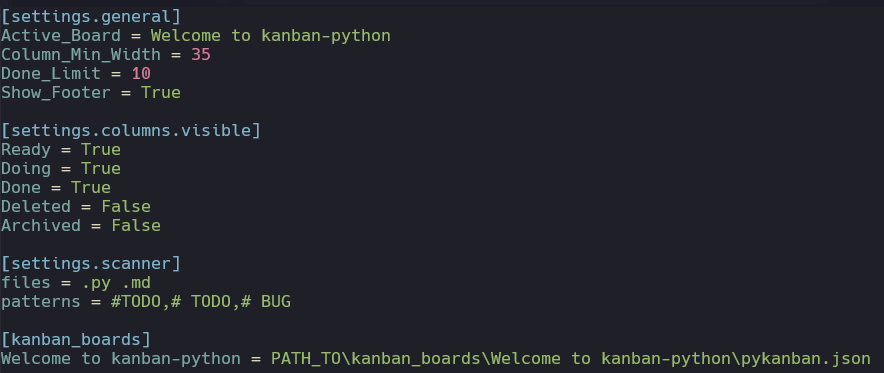 [settings.general]
Active_Board = Welcome to kanban-python
Column_Min_Width = 35
Done_Limit = 10
Show_Footer = True
[settings.columns.visible]
Ready = True
Doing = True
Done = True
Deleted = False
Archived = False
[settings.scanner]
files = .py .md
patterns = #TODO,# TODO,# BUG
[kanban_boards]
Welcome to kanban-python = PATH_TO\kanban_boards\Welcome to kanban-python\pykanban.json